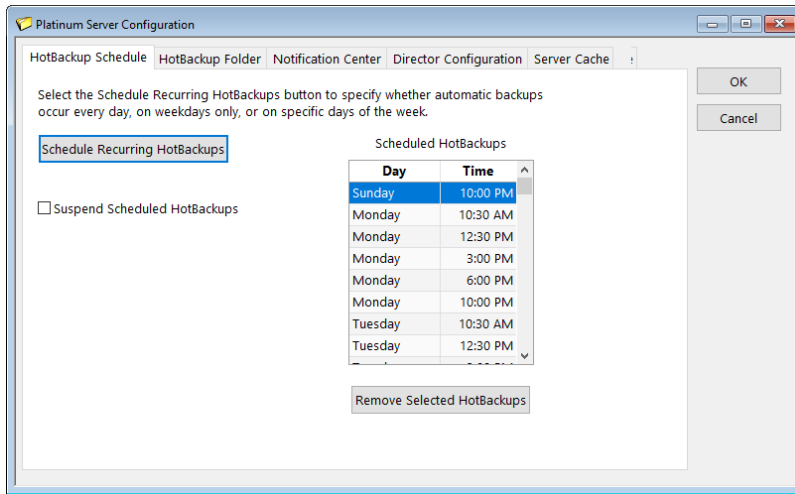 Platinum Server Configuration
HotBackup Schedule HotBackup Folder Notification Center Director Configuration Server Cache
OK
Cancel
Select the Schedule Recurring HotBackups button to specify whether automatic backups
occur every day, on weekdays only, or on specific days of the week.
Schedule Recurring HotBackups
Suspend Scheduled HotBackups
Scheduled HotBackups
Day Time
Sunday 10:00 PM
Monday 10:30 AM
Monday 12:30 PM
Monday 3:00 PM
Monday 6:00 PM
Monday 10:00 PM
Tuesday 10:30 AM
Tuesday 12:30 PM
Remove Selected HotBackups